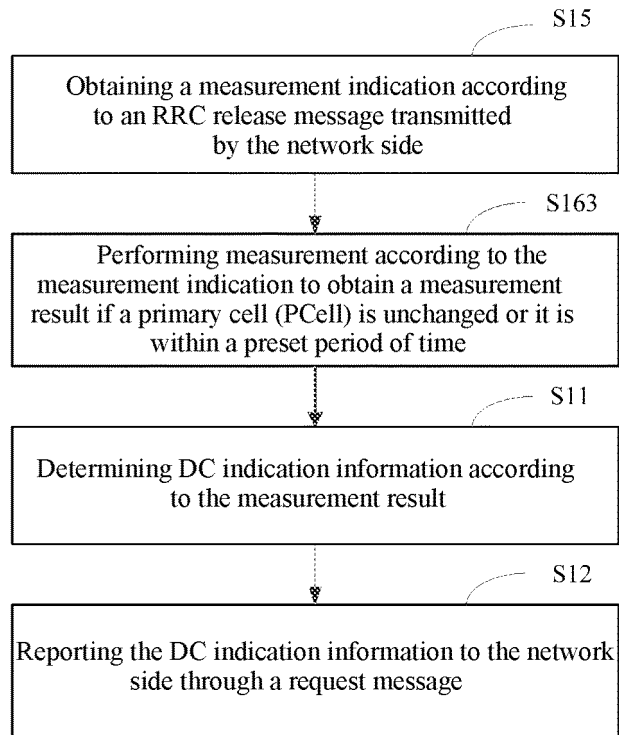 S15
Obtaining a measurement indication according
to an RRC release message transmitted
by the network side
S163
Performing measurement according to the
measurement indication to obtain a measurement
result if a primary cell (PCell) is unchanged or it is
within a preset period of time
S11
Determining DC indication information according
to the measurement result
S12
Reporting the DC indication information to the network
side through a request message